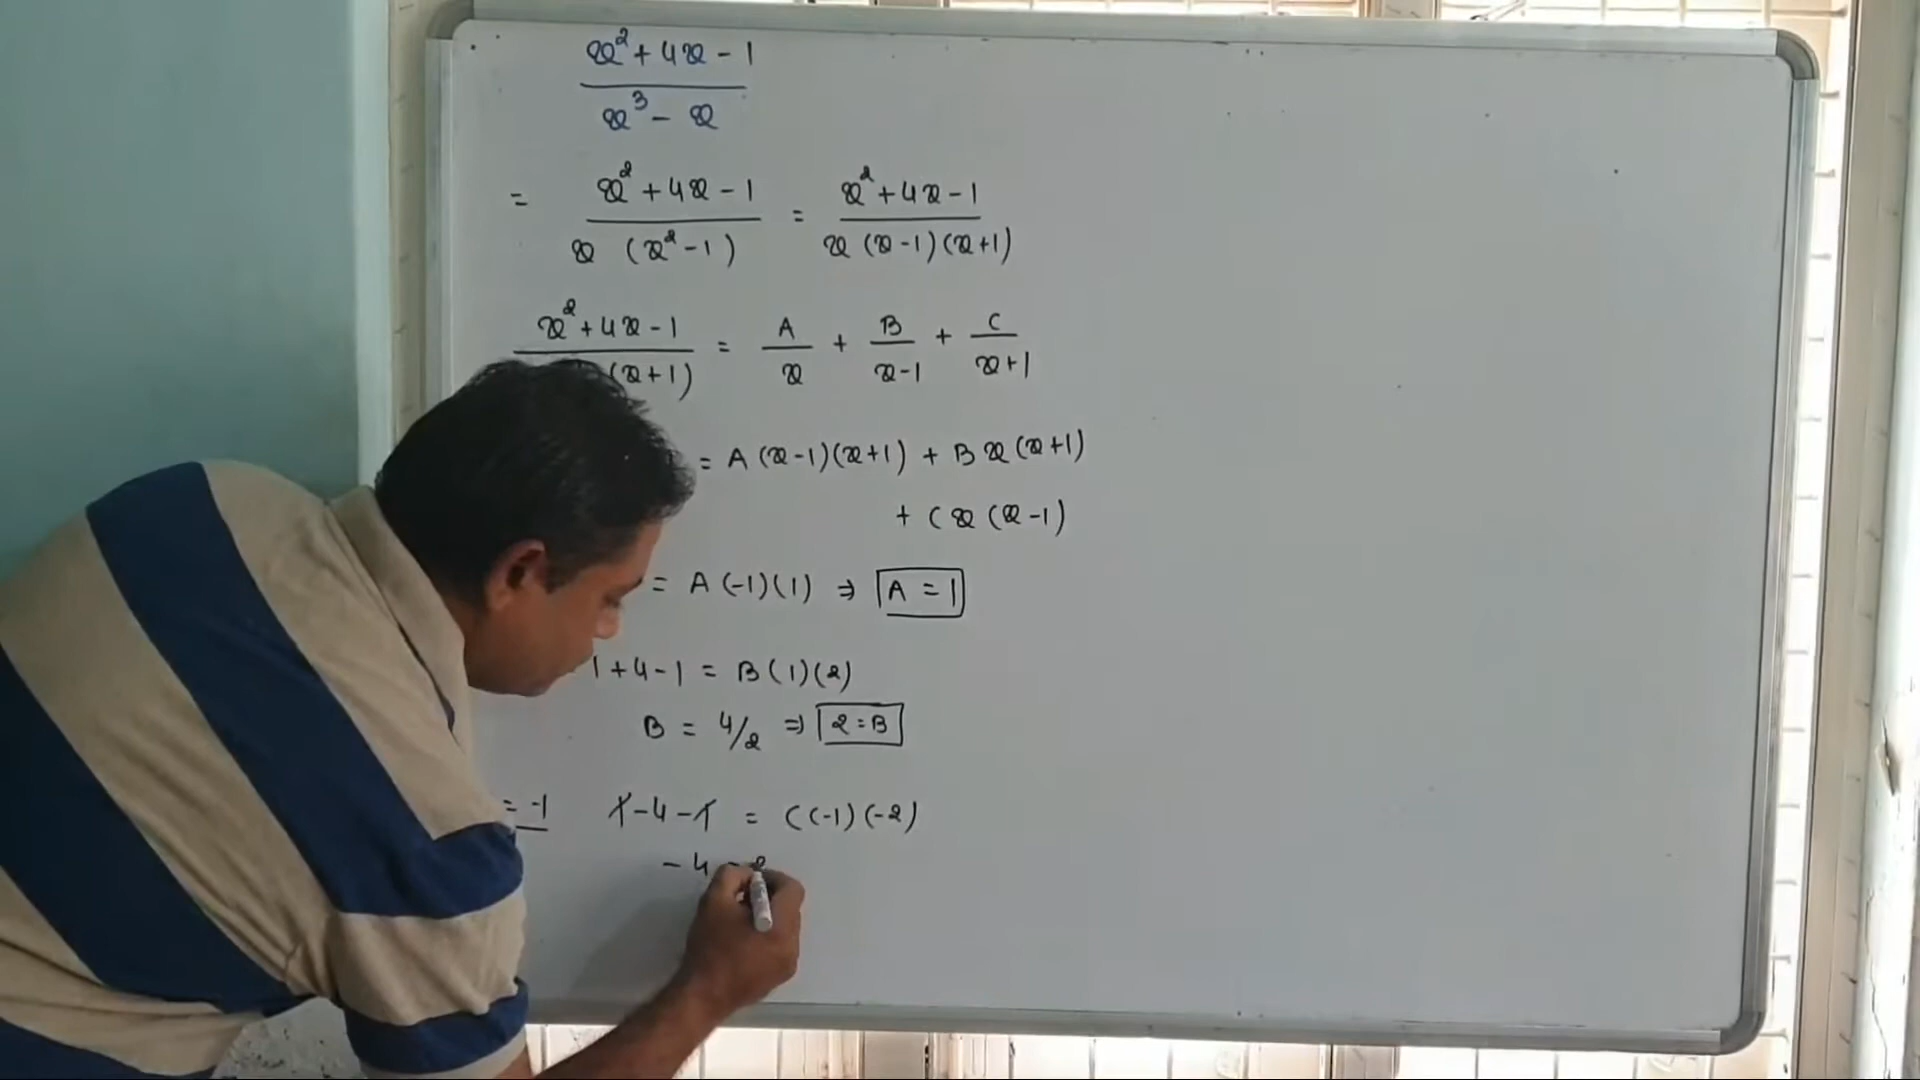 x² + 4x - 1
x³ - x
= x² + 4x - 1 / x (x² - 1) = x² + 4x - 1 / x (x - 1)(x + 1)
x² + 4x - 1 / (x + 1) = A / x + B / x - 1 + C / x + 1
= A (x - 1)(x + 1) + B x (x + 1)
+ C x (x - 1)
= A (-1)(1) ⇒ A = 1
1 + 4 - 1 = B (1)(2)
B = 4/2 ⇒ 2 = B
= -1 1 - 4 - 1 = C (-1)(-2)
- 4 =